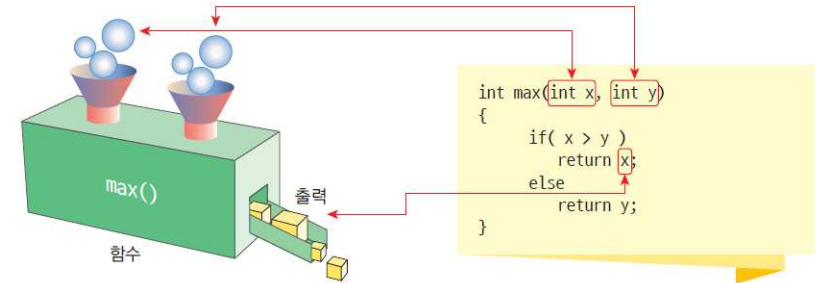 max()
함수
출력
int max(int x, int y)
{
if( x > y )
return x;
else
return y;
}